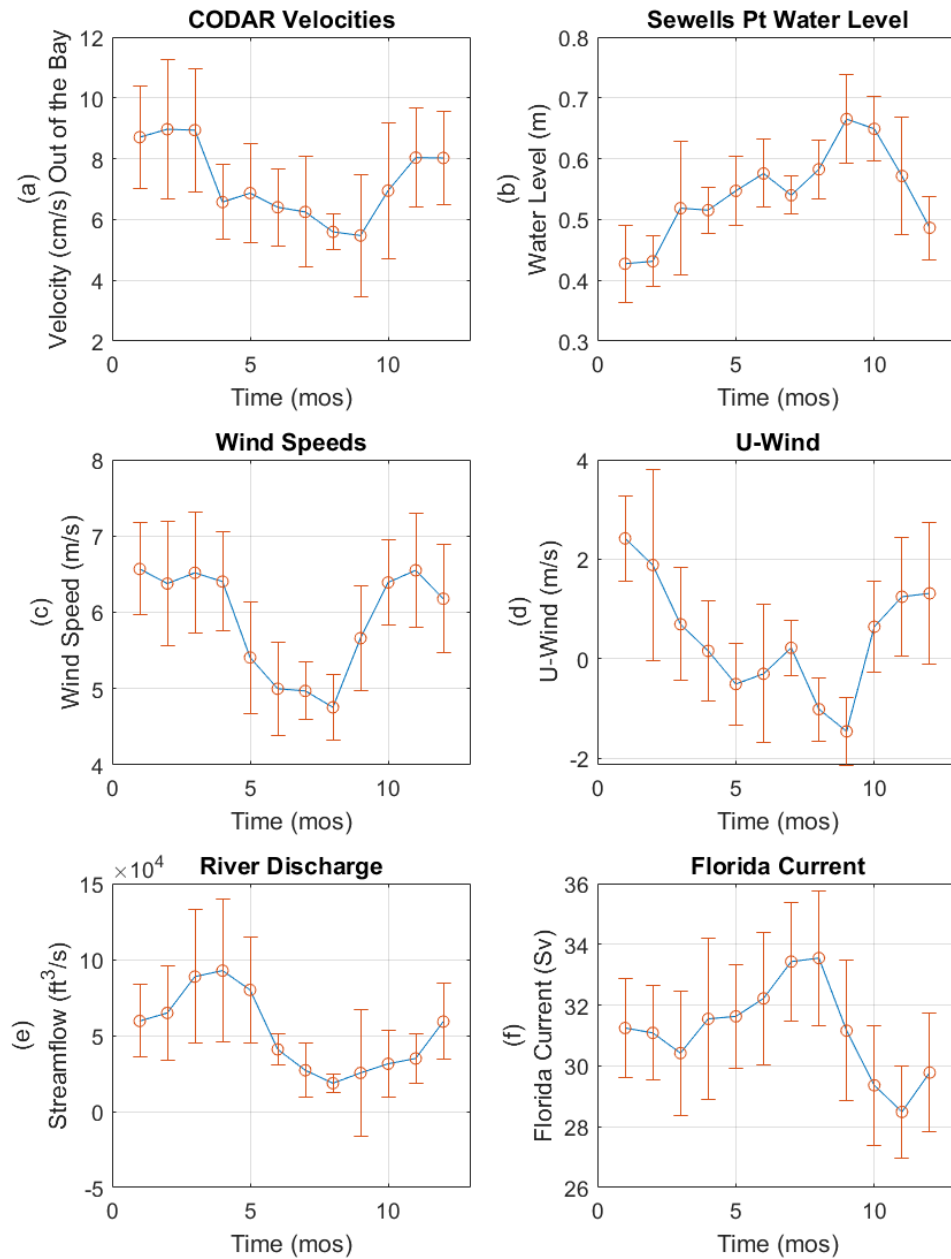 CODAR Velocities
12
10
8
6
4
2
0
5
10
Time (mos)
(a)
Velocity (cm/s) Out of the Bay
Sewells Pt Water Level
0.8
0.7
0.6
0.5
0.4
0.3
0
5
10
Time (mos)
(b)
Water Level (m)
Wind Speeds
8
7
6
5
4
0
5
10
Time (mos)
(c)
Wind Speed (m/s)
U-Wind
4
2
0
-2
0
5
10
Time (mos)
(d)
U-Wind (m/s)
River Discharge
×10⁴
15
10
5
0
-5
0
5
10
Time (mos)
(e)
Streamflow (ft³/s)
Florida Current
36
34
32
30
28
26
0
5
10
Time (mos)
(f)
Florida Current (Sv)